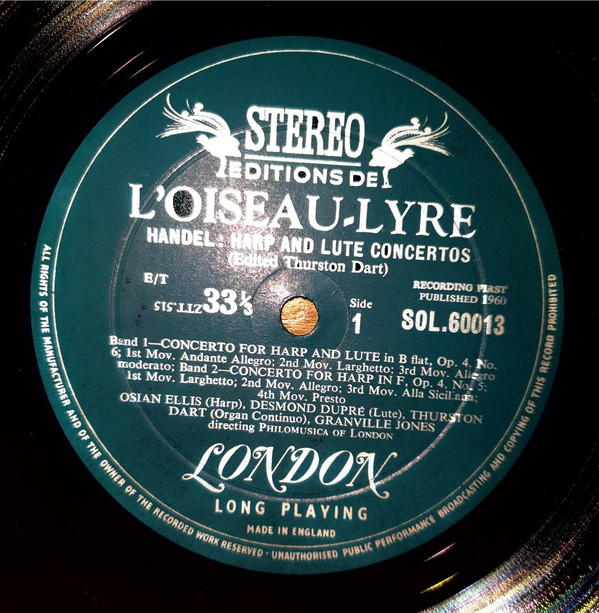 STEREO
EDITIONS DE
L'OISEAU-LYRE
HANDEL: HARP AND LUTE CONCERTOS
(Edited Thurston Dart)
E/T
RECORDING FIRST
PUBLISHED 1960
ZTT.515
33⅓
Side
1
SOL.60013
Band 1—CONCERTO FOR HARP AND LUTE in B flat, Op. 4, No.
6; 1st Mov. Andante Allegro; 2nd Mov. Larghetto; 3rd Mov. Allegro
moderato; Band 2—CONCERTO FOR HARP IN F, Op. 4, No. 5;
1st Mov. Larghetto; 2nd Mov. Allegro; 3rd Mov. Alla Siciliana;
4th Mov. Presto
OSIAN ELLIS (Harp), DESMOND DUPRÉ (Lute), THURSTON
DART (Organ Continuo), GRANVILLE JONES
directing PHILOMUSICA OF LONDON
LONDON
LONG PLAYING
MADE IN ENGLAND
ALL RIGHTS OF THE MANUFACTURER AND OF THE OWNER OF THE RECORDED WORK RESERVED · UNAUTHORISED PUBLIC PERFORMANCE BROADCASTING AND COPYING OF THIS RECORD PROHIBITED